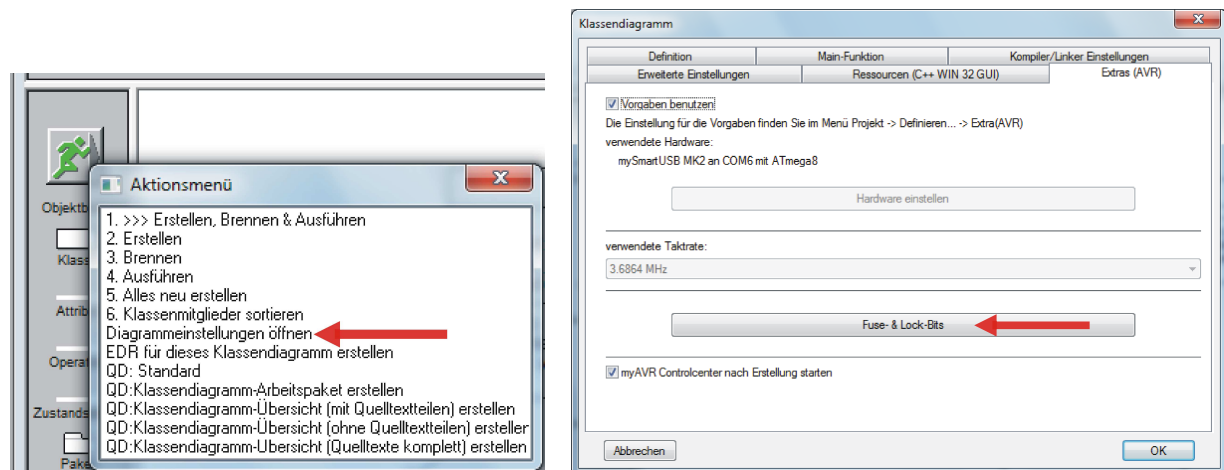 Objektb
Klass
Attrib
Operat
Zustands
Pake
Aktionsmenü
1. >>> Erstellen, Brennen & Ausführen
2. Erstellen
3. Brennen
4. Ausführen
5. Alles neu erstellen
6. Klassenmitglieder sortieren
Diagrammeinstellungen öffnen
EDR für dieses Klassendiagramm erstellen
QD: Standard
QD:Klassendiagramm-Arbeitspaket erstellen
QD:Klassendiagramm-Übersicht (mit Quelltextteilen) erstellen
QD:Klassendiagramm-Übersicht (ohne Quelltextteilen) erstellen
QD:Klassendiagramm-Übersicht (Quelltexte komplett) erstellen
Klassendiagramm
Definition Main-Funktion Kompiler/Linker Einstellungen
Erweiterte Einstellungen Ressourcen (C++ WIN 32 GUI) Extras (AVR)
Vorgaben benutzen
Die Einstellung für die Vorgaben finden Sie im Menü Projekt -> Definieren... -> Extra(AVR)
verwendete Hardware:
mySmartUSB MK2 an COM6 mit ATmega8
Hardware einstellen
verwendete Taktrate:
3.6864 MHz
Fuse- & Lock-Bits
myAVR Controlcenter nach Erstellung starten
Abbrechen OK